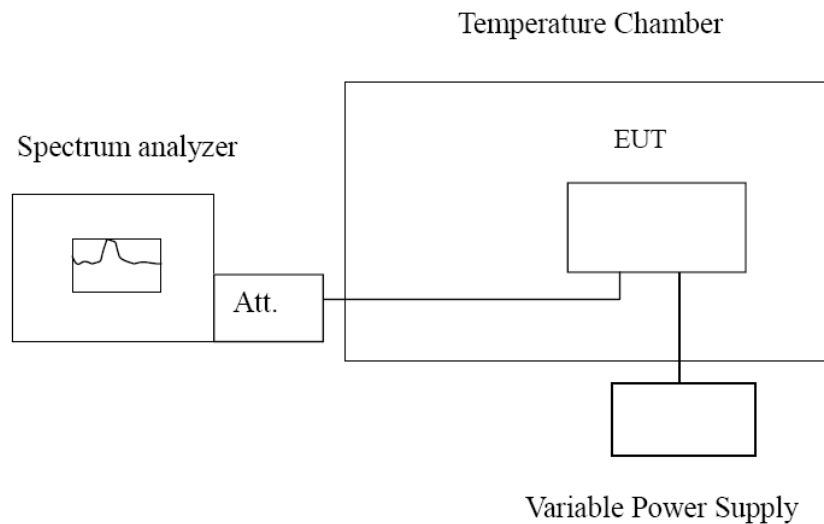 Temperature Chamber
EUT
Spectrum analyzer
Att.
Variable Power Supply